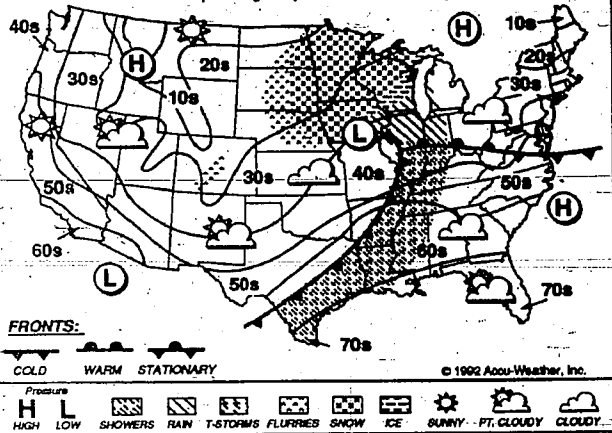 H
10s
40s
H
20s
20s
30s
30s
10s
L
30s
40s
50s
50s
H
60s
60s
L
50s
70s
70s
FRONTS:
COLD WARM STATIONARY
© 1992 Accu-Weather, Inc.
Pressure
H L
HIGH LOW SHOWERS RAIN T-STORMS FLURRIES SNOW ICE SUNNY PT. CLOUDY CLOUDY